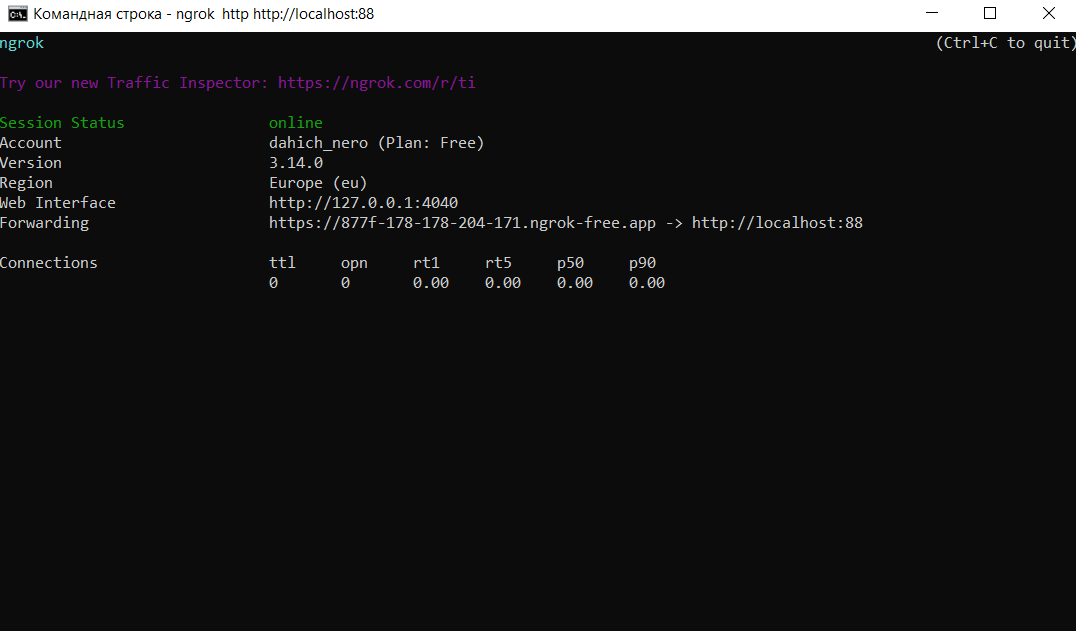 Командная строка - ngrok  http http://localhost:88
ngrok (Ctrl+C to quit)
Try our new Traffic Inspector: https://ngrok.com/r/ti
Session Status online
Account dahich_nero (Plan: Free)
Version 3.14.0
Region Europe (eu)
Web Interface http://127.0.0.1:4040
Forwarding https://877f-178-178-204-171.ngrok-free.app -> http://localhost:88
Connections ttl opn rt1 rt5 p50 p90
0 0 0.00 0.00 0.00 0.00